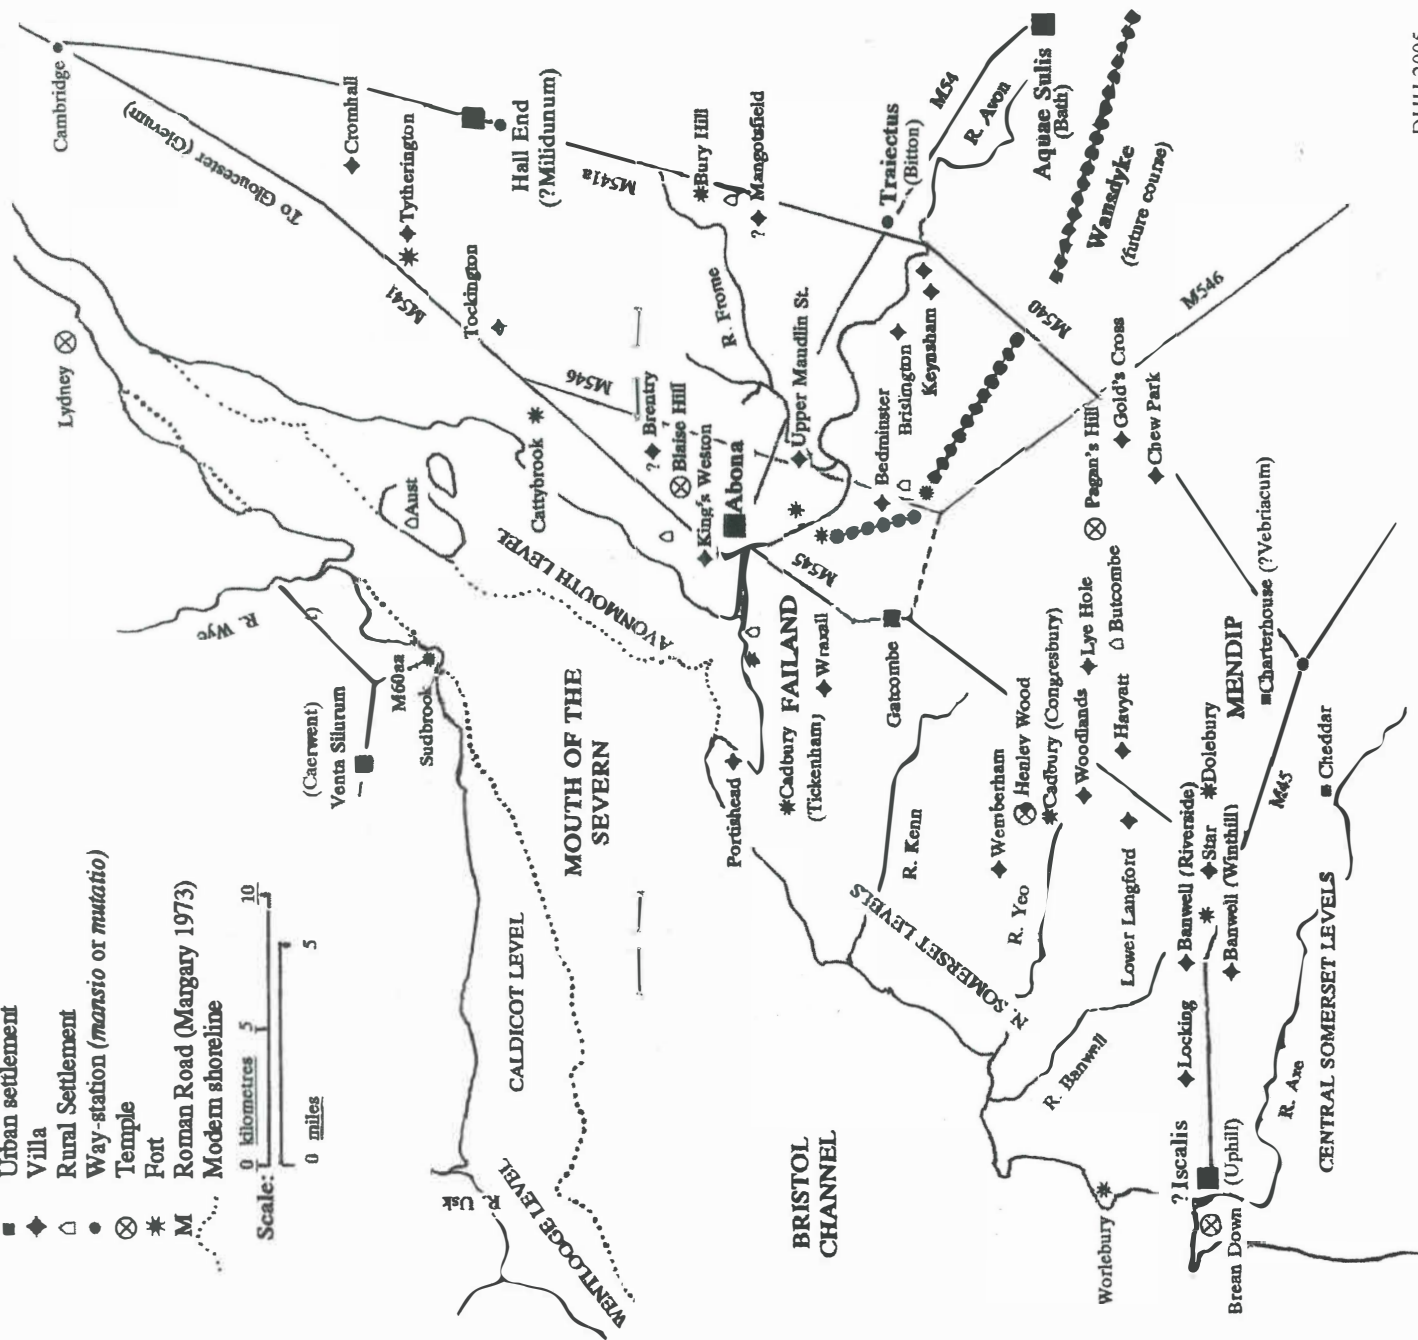 Urban settlement
Villa
Rural Settlement
Way-station (mansio or mutatio)
Temple
Fort
M Roman Road (Margary 1973)
Modern shoreline
Scale:
0 kilometres 5 10
0 miles 5
Cambridge
To Gloucester (Glevum)
Cromhall
Tytherington
Hall End
(?Milidunum)
M541
M541a
Tockington
Lydney
R. Wye
Aust
Cattybrook
M546
R. Frome
Bury Hill
? Mangotsfield
? Brentry
Blaise Hill
King's Weston
Abona
Upper Maudlin St.
Traiectus
(Bitton)
M54
R. Avon
Aquae Sulis
(Bath)
Wansdyke
(future course)
(?)
(Caerwent)
Venta Silurum
M60aa
Sudbrook
AVONMOUTH LEVEL
MOUTH OF THE
SEVERN
CALDICOT LEVEL
R. Usk
WENTLOOGE LEVEL
Portishead
Cadbury
(Tickenham)
FAILAND
Wraxall
M545
Bedminster
Brislington
Keynsham
M540
M546
Gatcombe
Pagan's Hill
Gold's Cross
Chew Park
R. Kenn
N. SOMERSET LEVELS
Wemberham
Henley Wood
Cadbury (Congresbury)
Woodlands
Lye Hole
Havyatt
Butcombe
R. Yeo
Lower Langford
BRISTOL
CHANNEL
R. Banwell
Locking
Banwell (Riverside)
Star
Dolebury
Banwell (Winthill)
MENDIP
Charterhouse (?Vebriacum)
M45
Cheddar
Worlebury
? Iscalis
(Uphill)
Brean Down
R. Axe
CENTRAL SOMERSET LEVELS